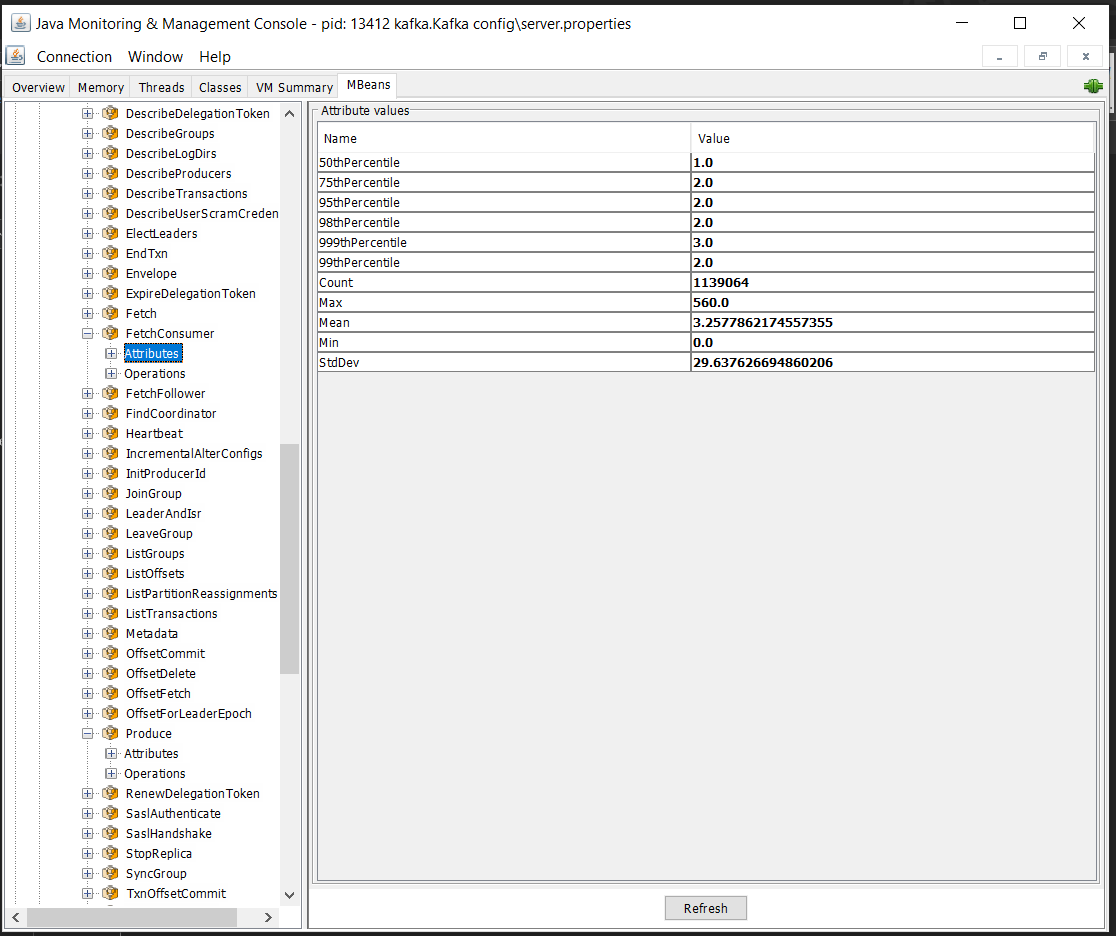 Java Monitoring & Management Console - pid: 13412 kafka.Kafka config\server.properties
Connection Window Help
Overview Memory Threads Classes VM Summary MBeans
DescribeDelegationToken
DescribeGroups
DescribeLogDirs
DescribeProducers
DescribeTransactions
DescribeUserScramCreden
ElectLeaders
EndTxn
Envelope
ExpireDelegationToken
Fetch
FetchConsumer
Attributes
Operations
FetchFollower
FindCoordinator
Heartbeat
IncrementalAlterConfigs
InitProducerId
JoinGroup
LeaderAndIsr
LeaveGroup
ListGroups
ListOffsets
ListPartitionReassignments
ListTransactions
Metadata
OffsetCommit
OffsetDelete
OffsetFetch
OffsetForLeaderEpoch
Produce
Attributes
Operations
RenewDelegationToken
SaslAuthenticate
SaslHandshake
StopReplica
SyncGroup
TxnOffsetCommit
Attribute values
Name Value
50thPercentile 1.0
75thPercentile 2.0
95thPercentile 2.0
98thPercentile 2.0
999thPercentile 3.0
99thPercentile 2.0
Count 1139064
Max 560.0
Mean 3.2577862174557355
Min 0.0
StdDev 29.637626694860206
Refresh